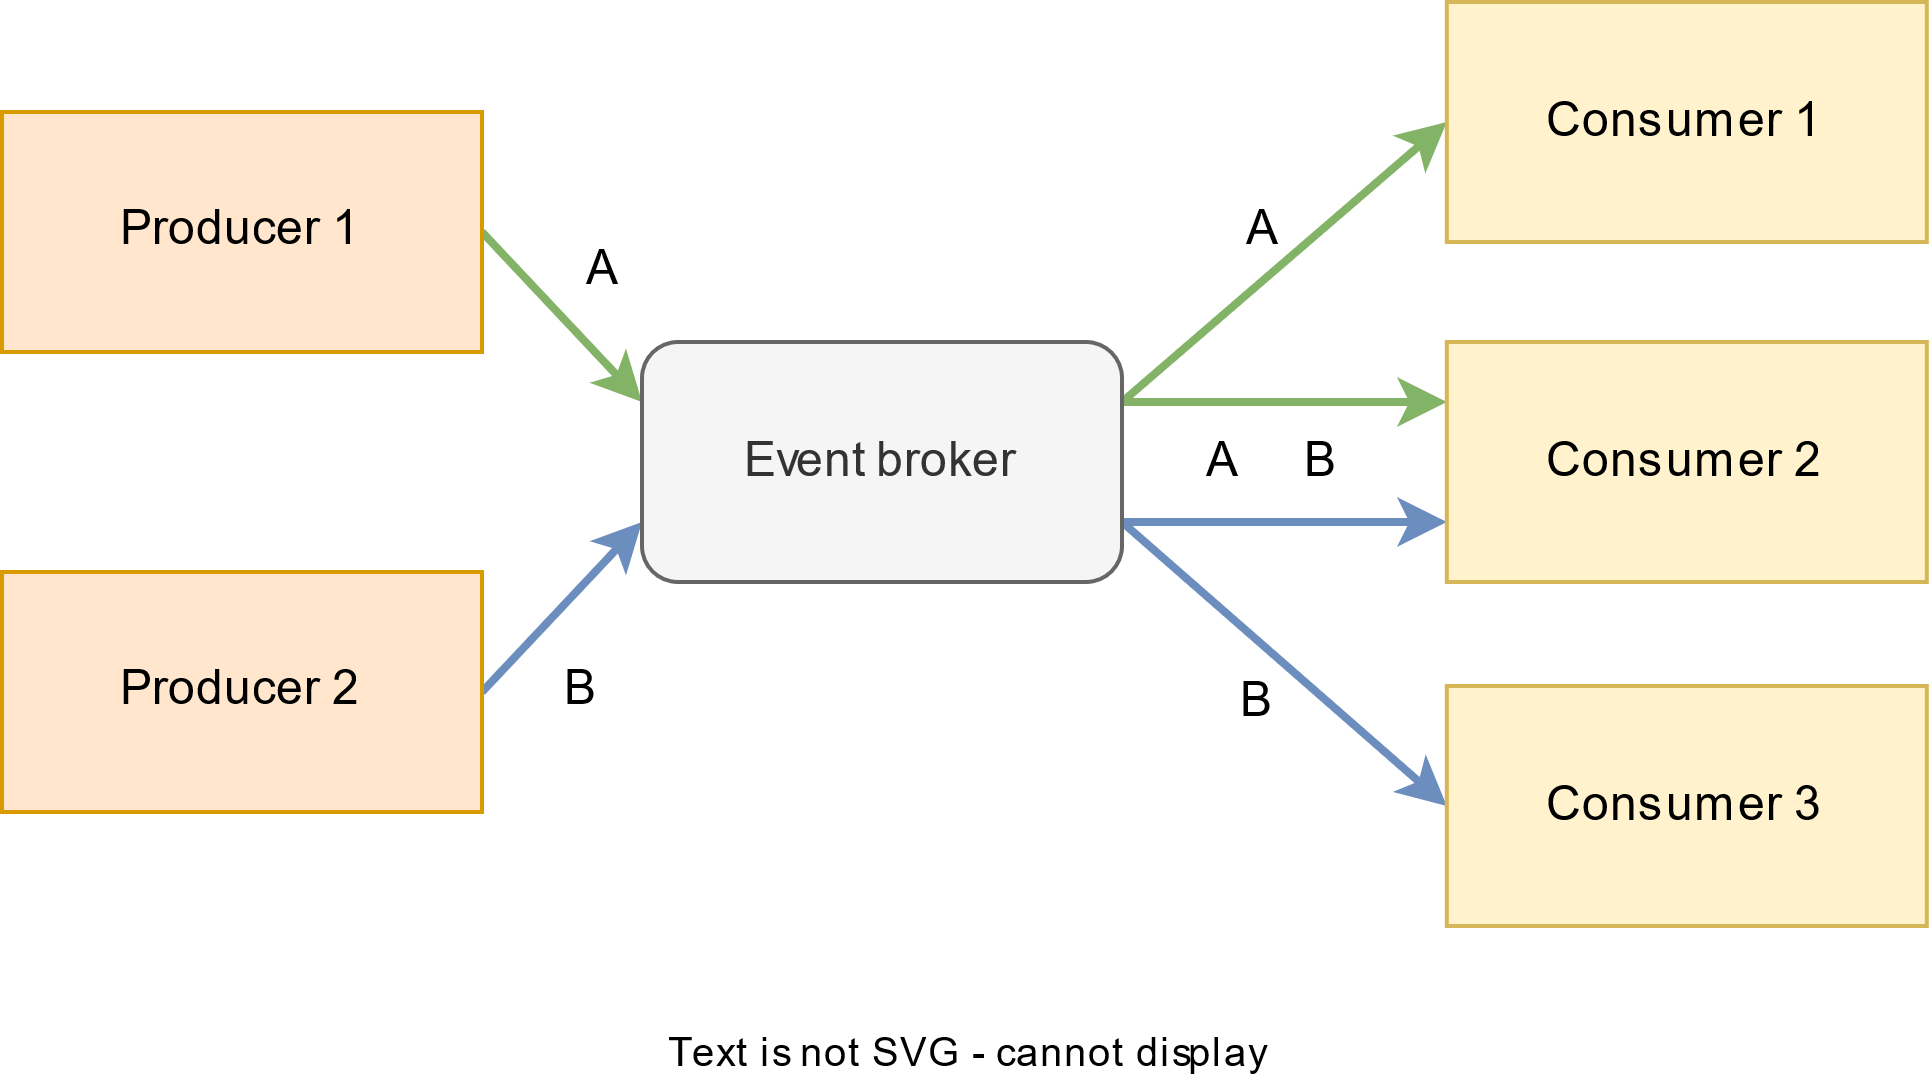 Consumer 1
Producer 1
A
A
Event broker
A B
Consumer 2
Producer 2
B
B
Consumer 3
Text is not SVG - cannot display